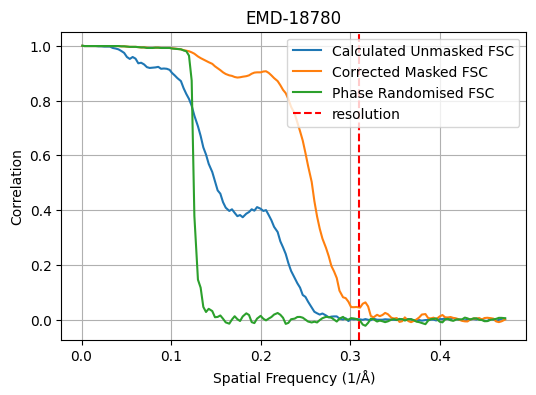 EMD-18780
Calculated Unmasked FSC
Corrected Masked FSC
Phase Randomised FSC
resolution
Correlation
1.0
0.8
0.6
0.4
0.2
0.0
0.0 0.1 0.2 0.3 0.4
Spatial Frequency (1/Å)